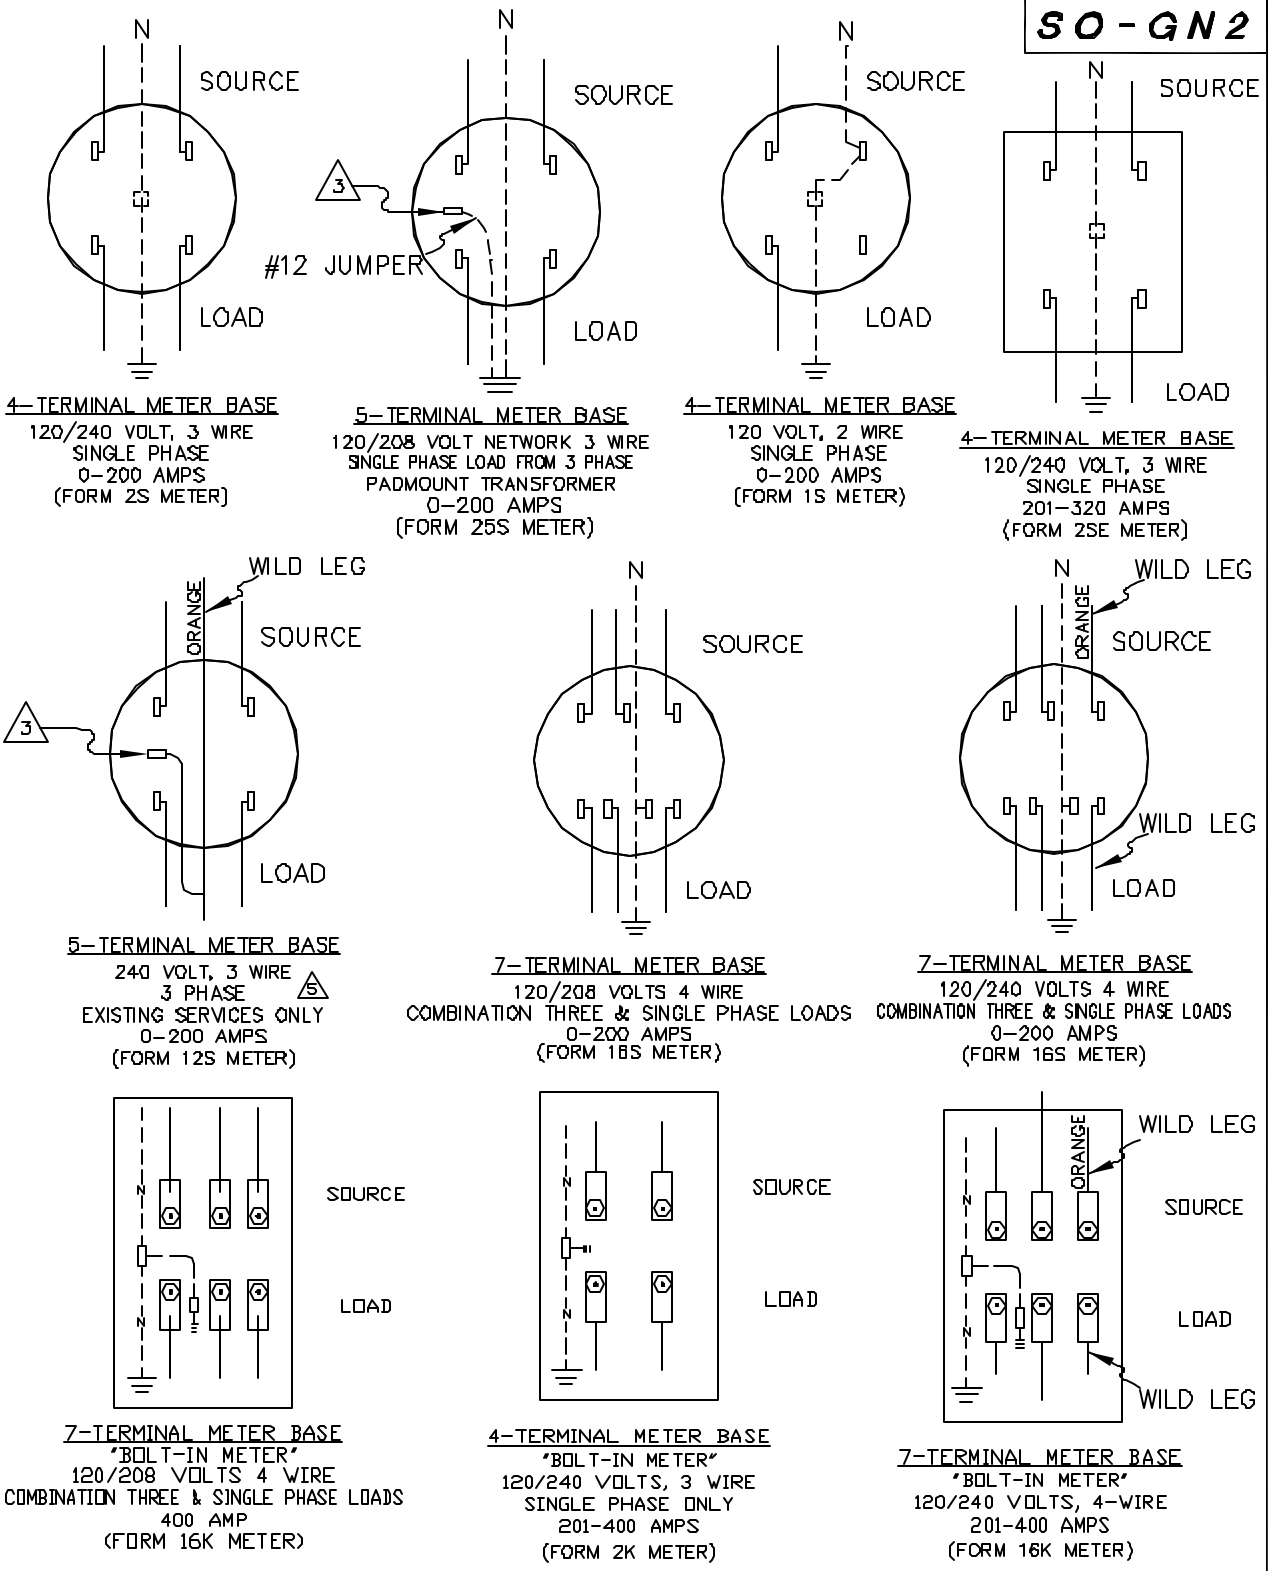 SO-GN2
N
SOURCE
LOAD
4-TERMINAL METER BASE
120/240 VOLT, 3 WIRE
SINGLE PHASE
0-200 AMPS
(FORM 2S METER)
N
SOURCE
3
#12 JUMPER
LOAD
5-TERMINAL METER BASE
120/208 VOLT NETWORK 3 WIRE
SINGLE PHASE LOAD FROM 3 PHASE
PADMOUNT TRANSFORMER
0-200 AMPS
(FORM 25S METER)
N
SOURCE
LOAD
4-TERMINAL METER BASE
120 VOLT, 2 WIRE
SINGLE PHASE
0-200 AMPS
(FORM 1S METER)
N
SOURCE
LOAD
4-TERMINAL METER BASE
120/240 VOLT, 3 WIRE
SINGLE PHASE
201-320 AMPS
(FORM 2SE METER)
WILD LEG
ORANGE
SOURCE
3
LOAD
5-TERMINAL METER BASE
240 VOLT, 3 WIRE
3 PHASE
5
EXISTING SERVICES ONLY
0-200 AMPS
(FORM 12S METER)
N
SOURCE
LOAD
7-TERMINAL METER BASE
120/208 VOLTS 4 WIRE
COMBINATION THREE & SINGLE PHASE LOADS
0-200 AMPS
(FORM 16S METER)
N
WILD LEG
ORANGE
SOURCE
WILD LEG
LOAD
7-TERMINAL METER BASE
120/240 VOLTS 4 WIRE
COMBINATION THREE & SINGLE PHASE LOADS
0-200 AMPS
(FORM 16S METER)
N
SOURCE
LOAD
N
7-TERMINAL METER BASE
"BOLT-IN METER"
120/208 VOLTS 4 WIRE
COMBINATION THREE & SINGLE PHASE LOADS
400 AMP
(FORM 16K METER)
N
SOURCE
LOAD
N
4-TERMINAL METER BASE
"BOLT-IN METER"
120/240 VOLTS, 3 WIRE
SINGLE PHASE ONLY
201-400 AMPS
(FORM 2K METER)
WILD LEG
ORANGE
N
SOURCE
LOAD
N
WILD LEG
7-TERMINAL METER BASE
"BOLT-IN METER"
120/240 VOLTS, 4-WIRE
201-400 AMPS
(FORM 16K METER)